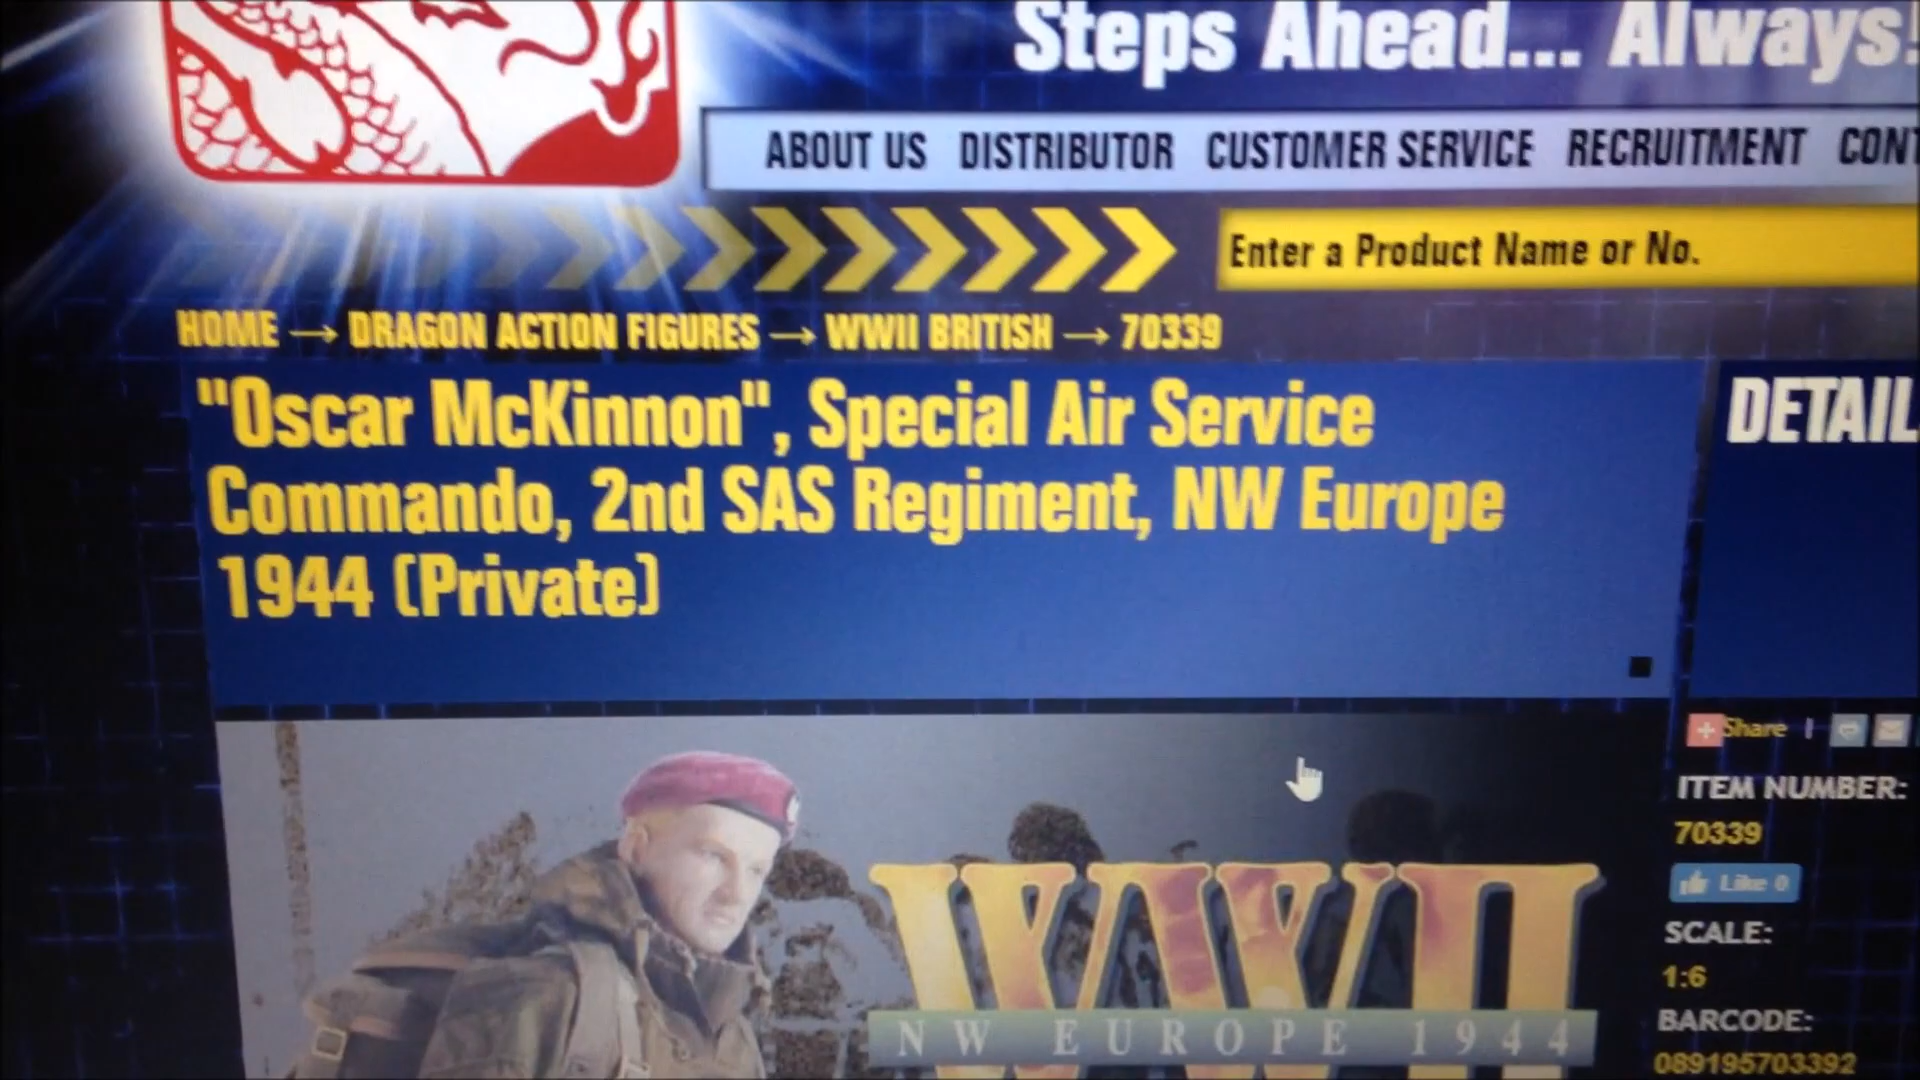 Steps Ahead... Always!
ABOUT US DISTRIBUTOR CUSTOMER SERVICE RECRUITMENT CONT
Enter a Product Name or No.
HOME → DRAGON ACTION FIGURES → WWII BRITISH → 70339
"Oscar McKinnon", Special Air Service
Commando, 2nd SAS Regiment, NW Europe
1944 (Private)
DETAIL
Share |
ITEM NUMBER:
70339
Like 0
SCALE:
1:6
BARCODE:
089195703392
WWII
NW EUROPE 1944